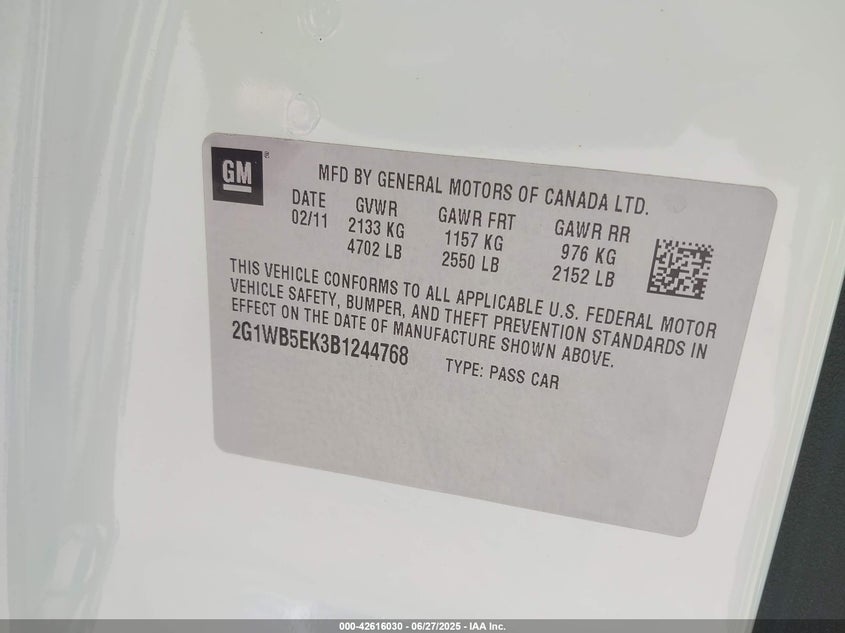 GM ®
MFD BY GENERAL MOTORS OF CANADA LTD.
DATE GVWR GAWR FRT GAWR RR
02/11 2133 KG 1157 KG 976 KG
4702 LB 2550 LB 2152 LB
THIS VEHICLE CONFORMS TO ALL APPLICABLE U.S. FEDERAL MOTOR
VEHICLE SAFETY, BUMPER, AND THEFT PREVENTION STANDARDS IN
EFFECT ON THE DATE OF MANUFACTURE SHOWN ABOVE.
2G1WB5EK3B1244768 TYPE: PASS CAR
000-42616030 - 06/27/2025 - IAA Inc.